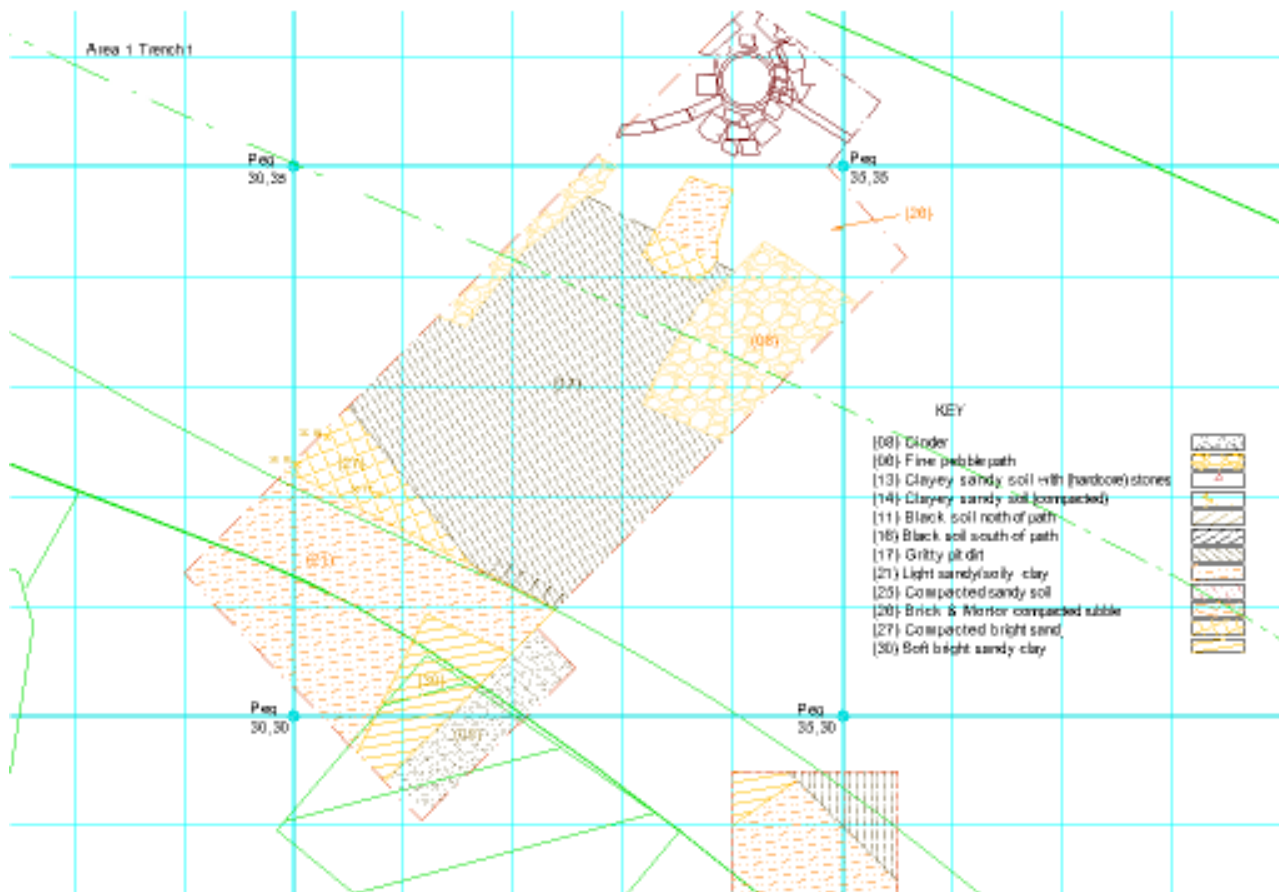 Area 1 Trench 1
Peg
30,35
Peg
35,35
(26)
(06)
(17)
(27)
(21)
Peg
30,30
(30)
Peg
35,30
KEY
(08) Cinder
(06) Fine pebble path
(13) Clayey sandy soil with (hardcore) stones
(14) Clayey sandy soil (compacted)
(11) Black soil north of path
(16) Black soil south of path
(17) Gritty pit dirt
(21) Light sandy/soily clay
(25) Compacted sandy soil
(26) Brick & Mortor compacted rubble
(27) Compacted bright sand
(30) Soft bright sandy clay